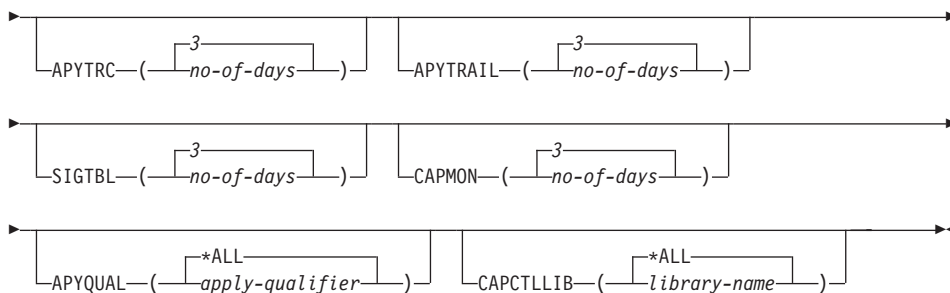 3 3
APYTRC ( no-of-days ) APYTRAIL ( no-of-days )
3 3
SIGTBL ( no-of-days ) CAPMON ( no-of-days )
*ALL *ALL
APYQUAL ( apply-qualifier ) CAPCTLLIB ( library-name )